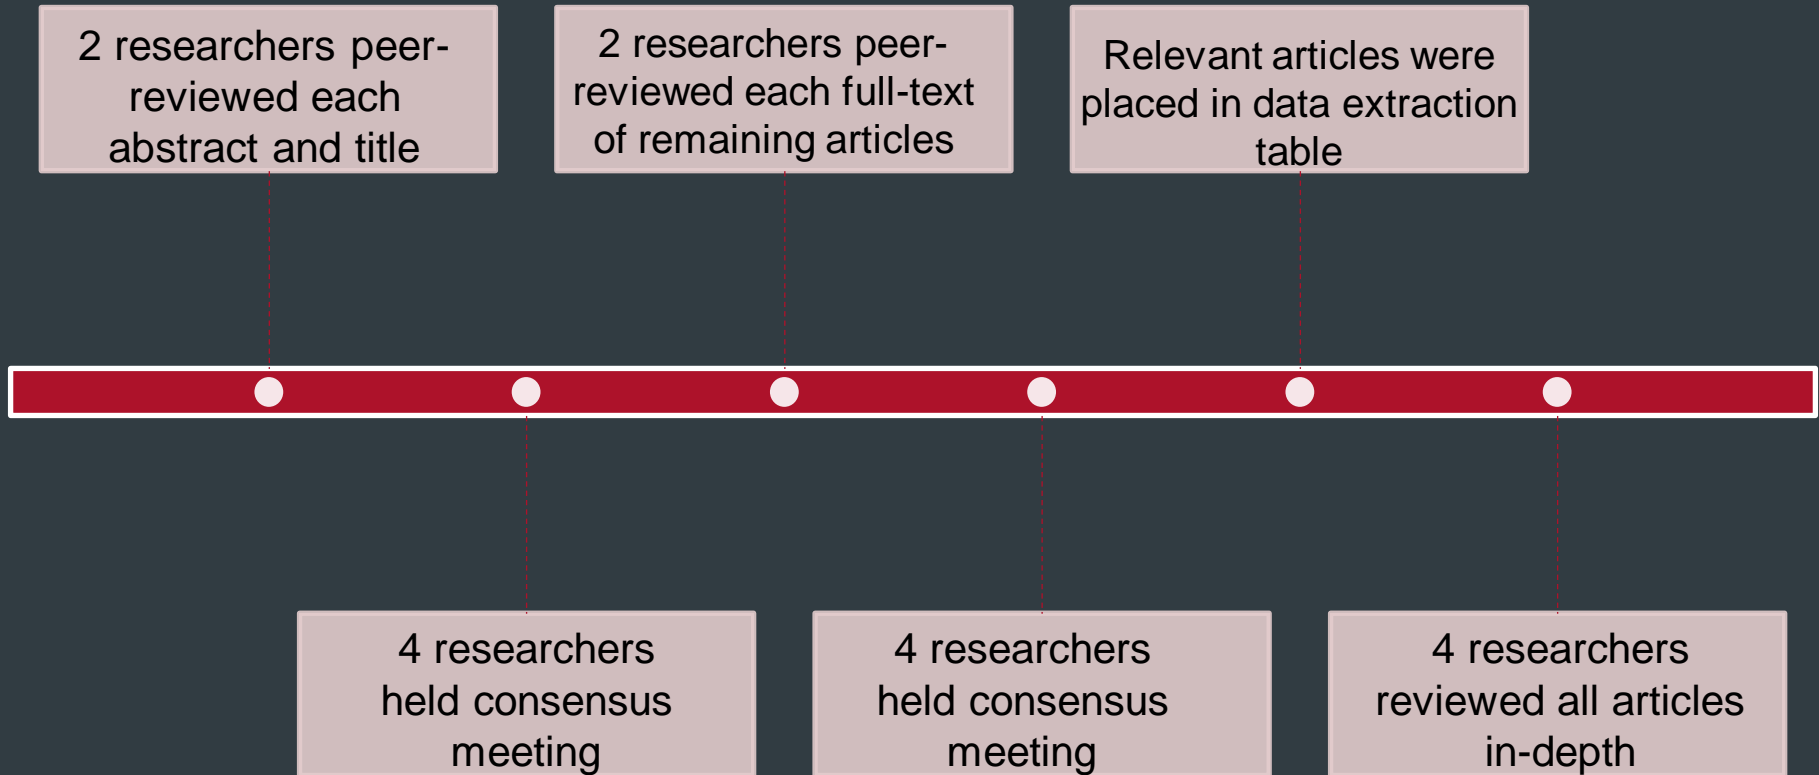 2 researchers peer-
reviewed each
abstract and title
2 researchers peer-
reviewed each full-text
of remaining articles
Relevant articles were
placed in data extraction
table
4 researchers
held consensus
meeting
4 researchers
held consensus
meeting
4 researchers
reviewed all articles
in-depth